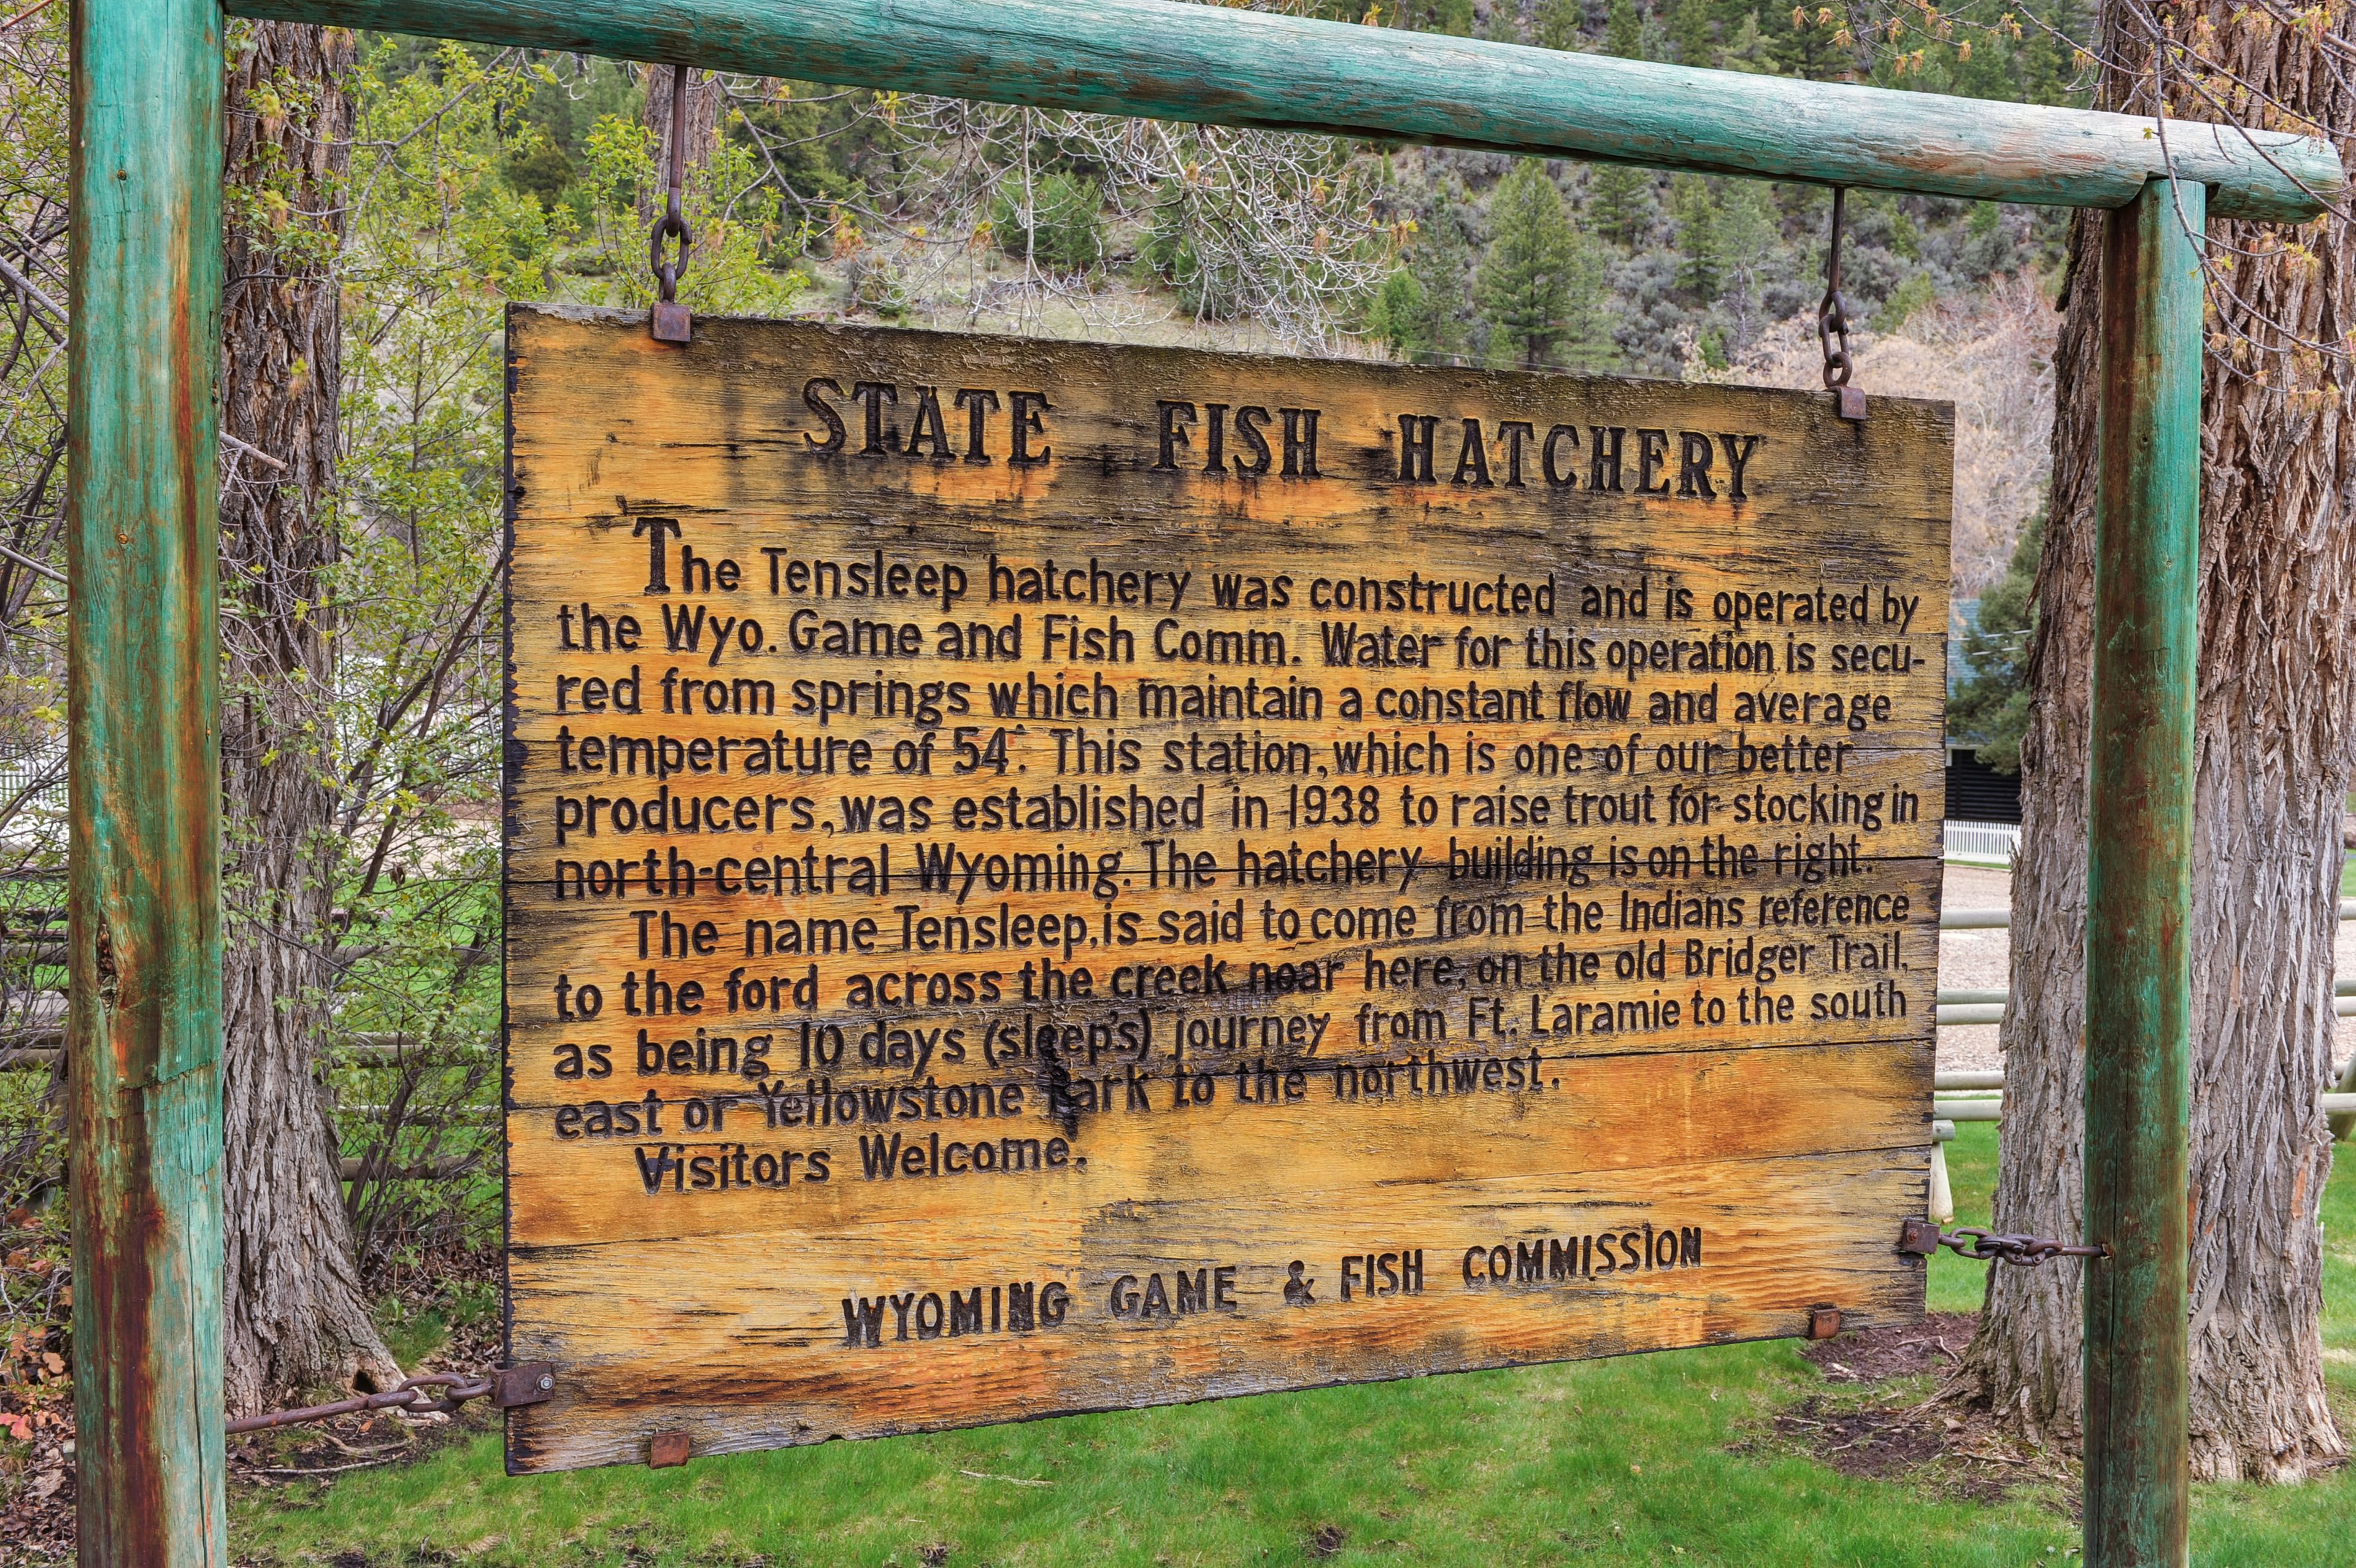 STATE FISH HATCHERY
The Tensleep hatchery was constructed and is operated by
the Wyo. Game and Fish Comm. Water for this operation is secu-
red from springs which maintain a constant flow and average
temperature of 54°. This station, which is one of our better
producers, was established in 1938 to raise trout for stocking in
north-central Wyoming. The hatchery building is on the right.
The name Tensleep, is said to come from the Indians reference
to the ford across the creek near here, on the old Bridger Trail,
as being 10 days (sleep's) journey from Ft. Laramie to the south
east or Yellowstone Park to the northwest.
Visitors Welcome.
WYOMING GAME & FISH COMMISSION